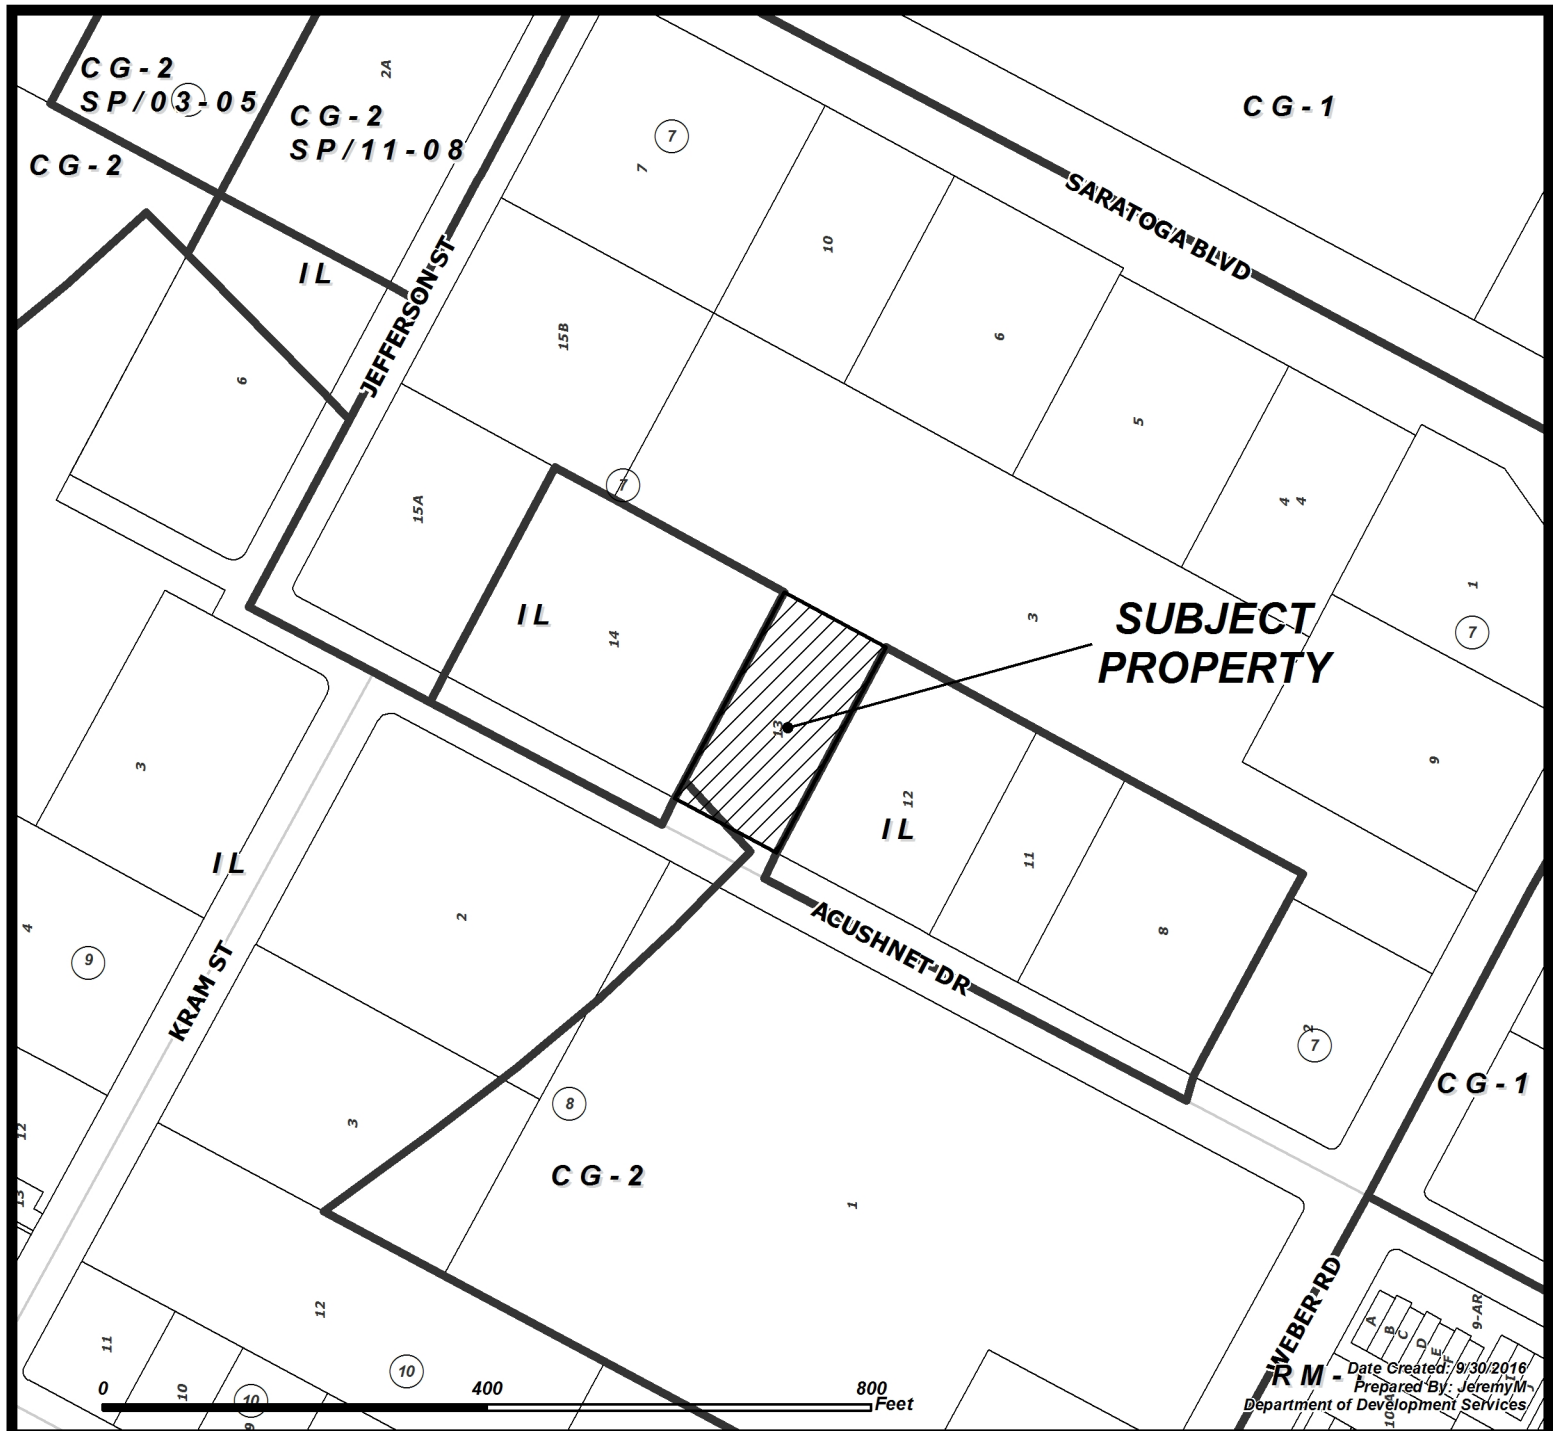 CG-2
SP/03-05
2A
CG-2
SP/11-08
CG-2
CG-1
7
7
SARATOGA BLVD
10
IL
JEFFERSON ST
15B
6
6
5
4
4
15A
7
1
IL
14
3
SUBJECT
PROPERTY
7
13
3
9
12
IL
11
IL
2
8
4
9
ACUSHNET DR
KRAM ST
2
7
CG-1
8
3
12
CG-2
13
1
12
11
WEBER RD
9-AR
A
B
C
D
E
F
10
10
10
9
RM-
Date Created: 9/30/2016
Prepared By: JeremyM
Department of Development Services
0
400
800
Feet